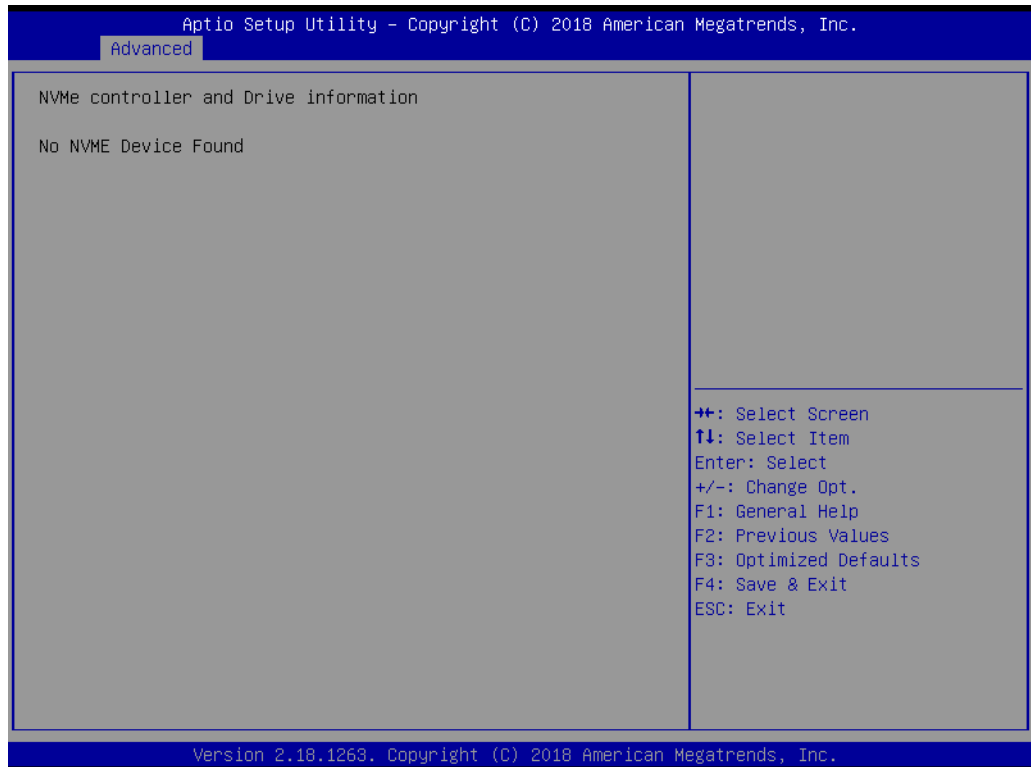 Aptio Setup Utility – Copyright (C) 2018 American Megatrends, Inc.
Advanced
NVMe controller and Drive information
No NVME Device Found
→←: Select Screen
↑↓: Select Item
Enter: Select
+/-: Change Opt.
F1: General Help
F2: Previous Values
F3: Optimized Defaults
F4: Save & Exit
ESC: Exit
Version 2.18.1263. Copyright (C) 2018 American Megatrends, Inc.